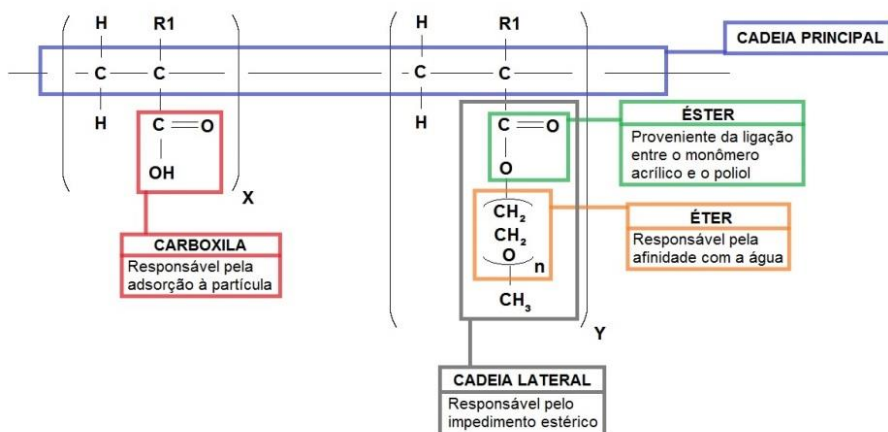 H R1
C C
H C O
OH
X
H R1
C C
H C O
O
CH2
CH2
O n
CH3
Y
CADEIA PRINCIPAL
ÉSTER
Proveniente da ligação
entre o monômero
acrílico e o poliol
ÉTER
Responsável pela
afinidade com a água
CARBOXILA
Responsável pela
adsorção à partícula
CADEIA LATERAL
Responsável pelo
impedimento estérico